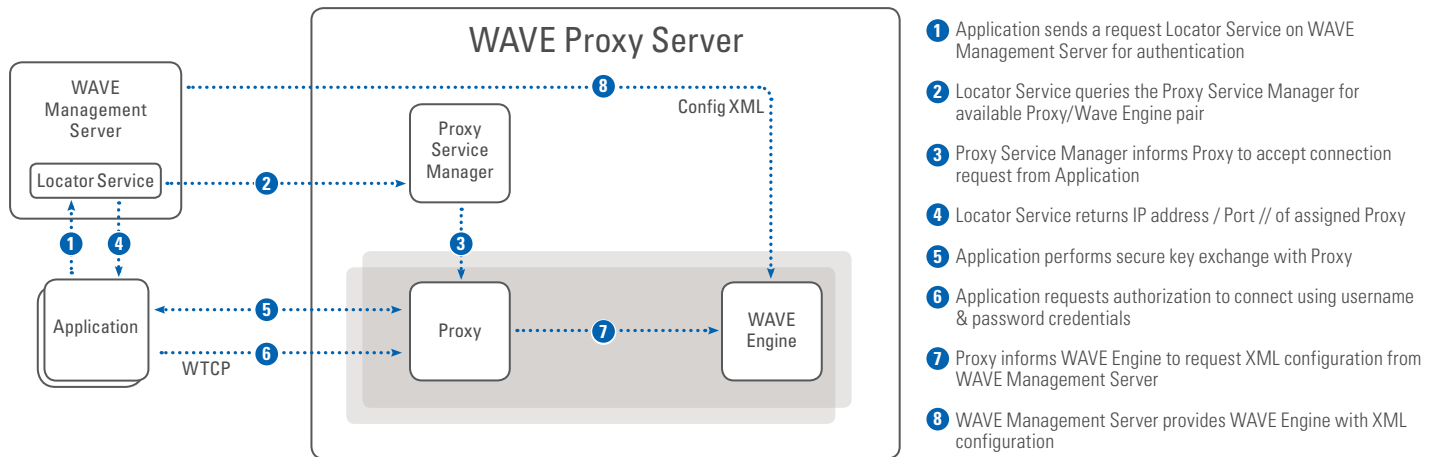 WAVE Proxy Server
WAVE
Management
Server
Locator Service
8
Config XML
Proxy
Service
Manager
2
1
4
3
Application
5
6
WTCP
Proxy
7
WAVE
Engine
1 Application sends a request Locator Service on WAVE
Management Server for authentication
2 Locator Service queries the Proxy Service Manager for
available Proxy/Wave Engine pair
3 Proxy Service Manager informs Proxy to accept connection
request from Application
4 Locator Service returns IP address / Port // of assigned Proxy
5 Application performs secure key exchange with Proxy
6 Application requests authorization to connect using username
& password credentials
7 Proxy informs WAVE Engine to request XML configuration from
WAVE Management Server
8 WAVE Management Server provides WAVE Engine with XML
configuration